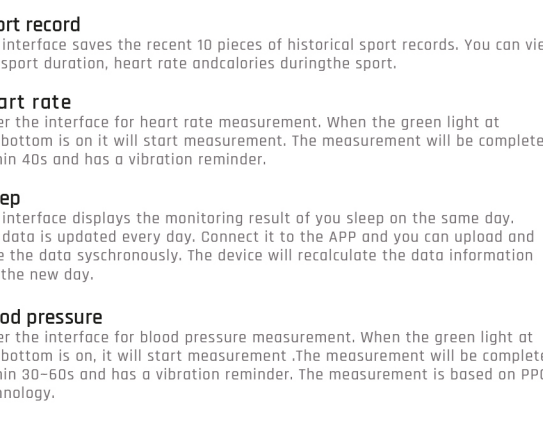 ort record
interface saves the recent 10 pieces of historical sport records. You can vie
sport duration, heart rate andcalories duringthe sport.
art rate
er the interface for heart rate measurement. When the green light at
bottom is on it will start measurement. The measurement will be complete
in 40s and has a vibration reminder.
ep
interface displays the monitoring result of you sleep on the same day.
data is updated every day. Connect it to the APP and you can upload and
e the data syschronously. The device will recalculate the data information
the new day.
od pressure
er the interface for blood pressure measurement. When the green light at
bottom is on, it will start measurement .The measurement will be complete
in 30–60s and has a vibration reminder. The measurement is based on PP
nology.